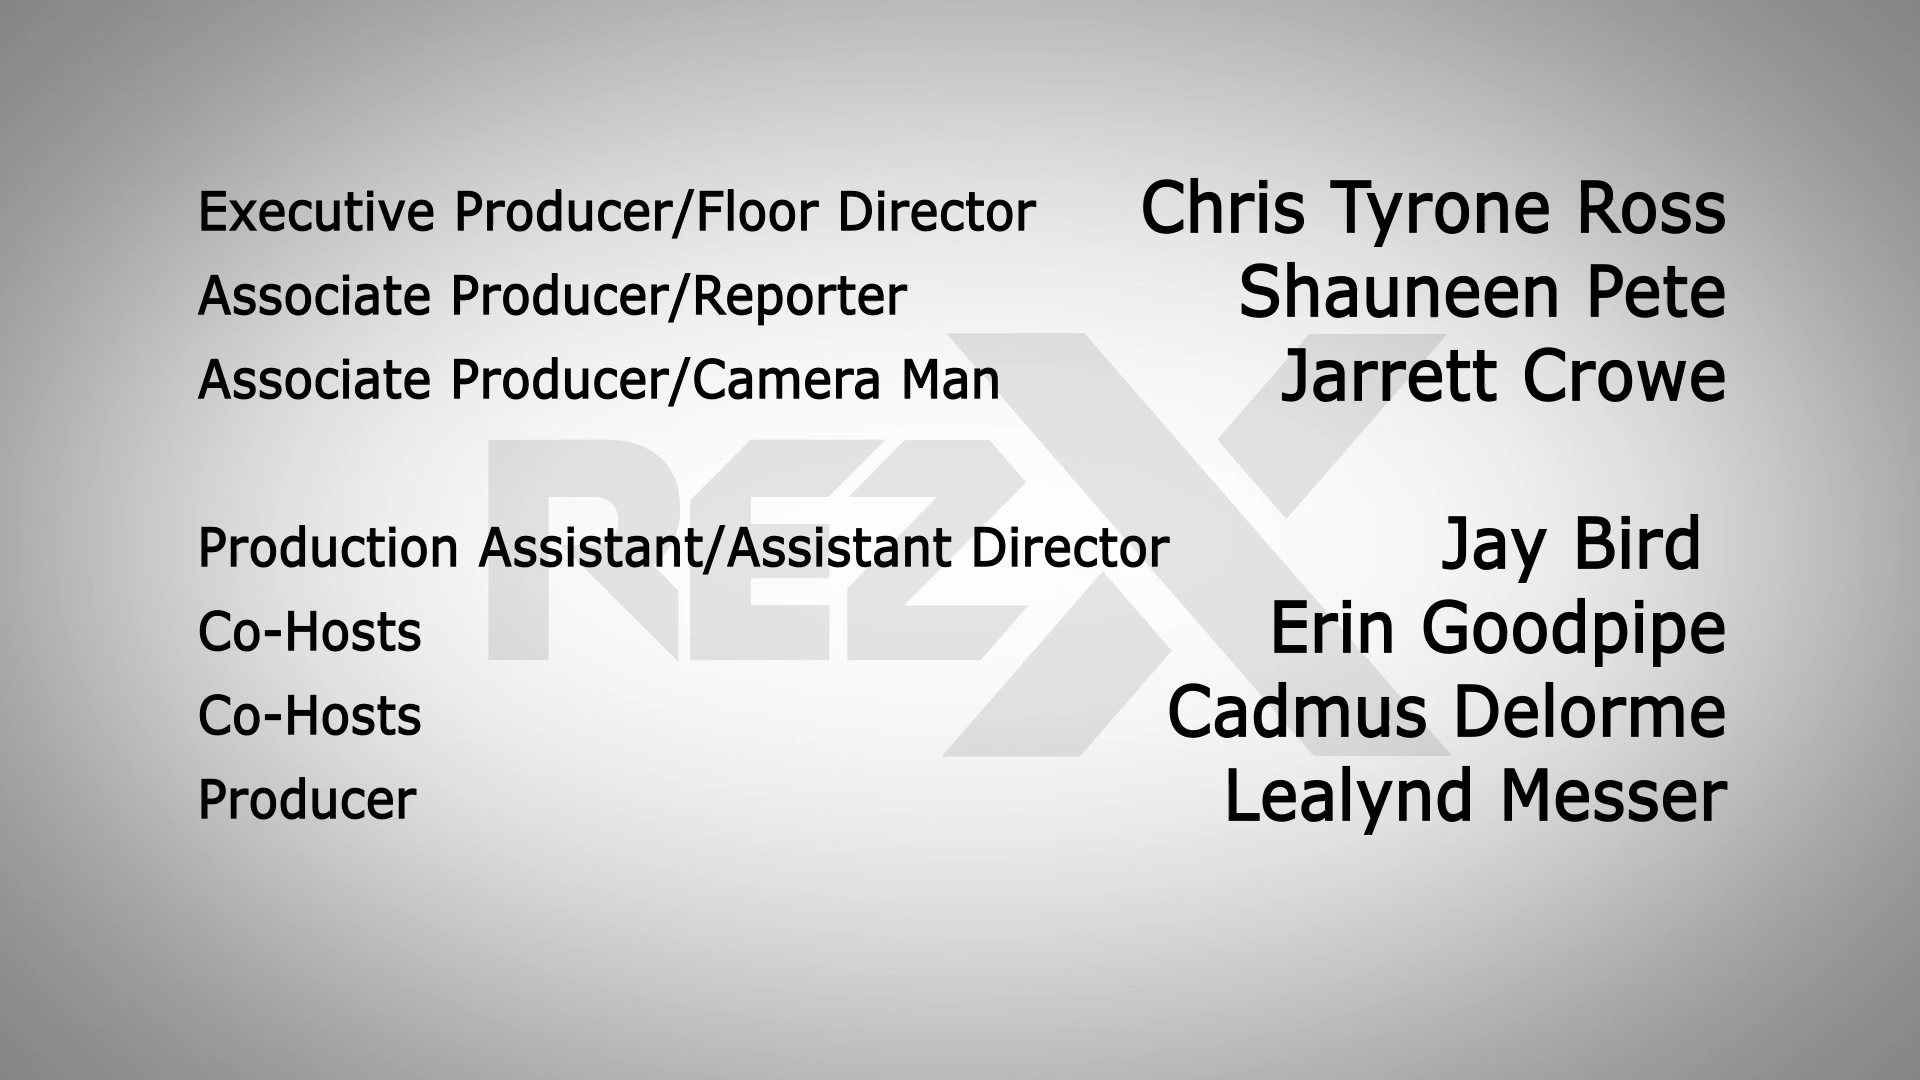 Executive Producer/Floor Director Chris Tyrone Ross
Associate Producer/Reporter Shauneen Pete
Associate Producer/Camera Man Jarrett Crowe
REZX
Production Assistant/Assistant Director Jay Bird
Co-Hosts Erin Goodpipe
Co-Hosts Cadmus Delorme
Producer Lealynd Messer